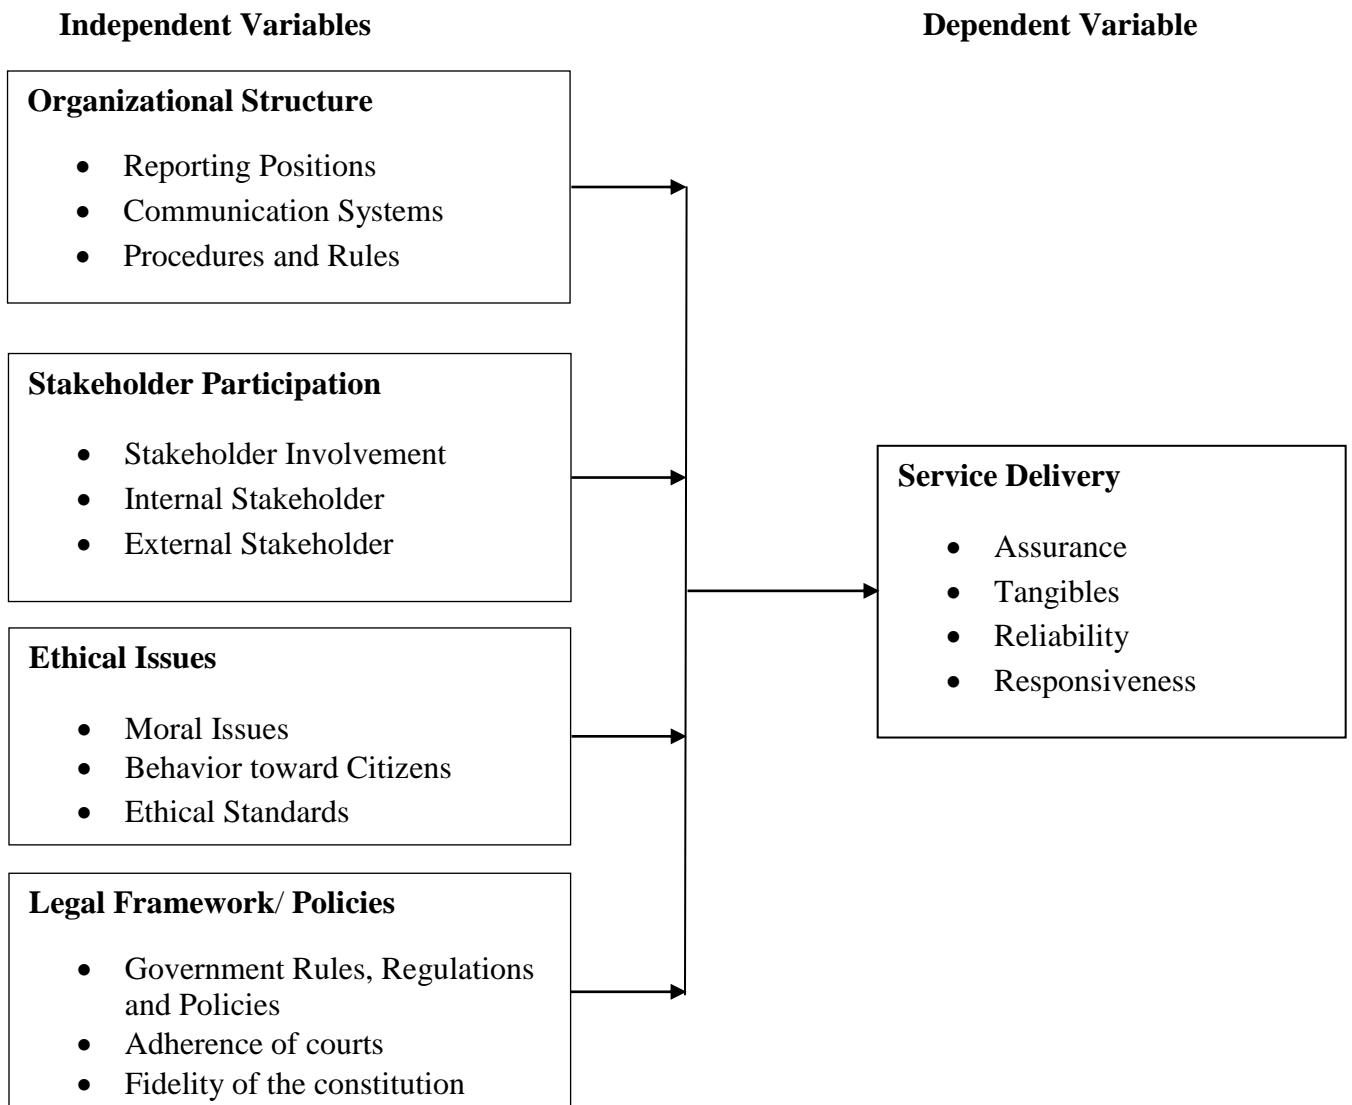 Independent Variables
Dependent Variable
Organizational Structure
• Reporting Positions
• Communication Systems
• Procedures and Rules
Stakeholder Participation
• Stakeholder Involvement
• Internal Stakeholder
• External Stakeholder
Ethical Issues
• Moral Issues
• Behavior toward Citizens
• Ethical Standards
Legal Framework/ Policies
• Government Rules, Regulations
and Policies
• Adherence of courts
• Fidelity of the constitution
Service Delivery
• Assurance
• Tangibles
• Reliability
• Responsiveness